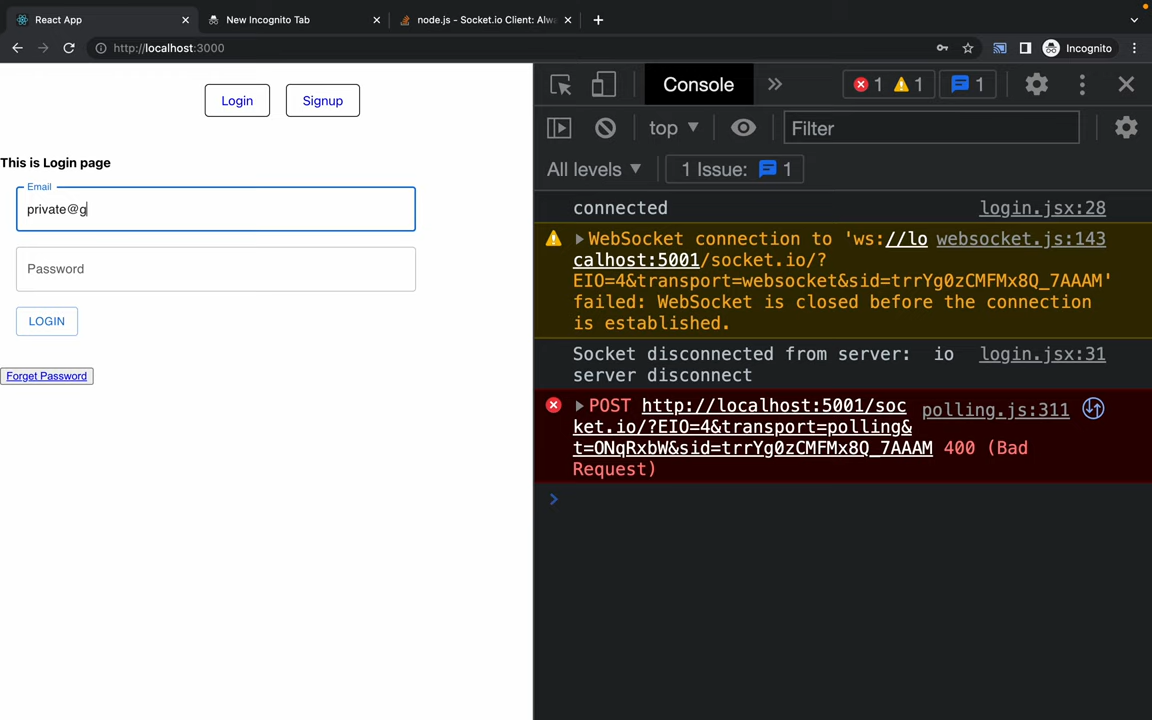 React App
New Incognito Tab
node.js - Socket.io Client: Alwa
http://localhost:3000
Incognito
Login
Signup
This is Login page
Email
private@g
Password
LOGIN
Forget Password
Console
1
1
1
top
Filter
All levels
1 Issue:
1
connected
login.jsx:28
WebSocket connection to 'ws://lo
websocket.js:143
calhost:5001/socket.io/?
EIO=4&transport=websocket&sid=trrYg0zCMFMx8Q_7AAAM'
failed: WebSocket is closed before the connection
is established.
Socket disconnected from server: io
login.jsx:31
server disconnect
POST http://localhost:5001/soc
polling.js:311
ket.io/?EIO=4&transport=polling&
t=ONqRxbW&sid=trrYg0zCMFMx8Q_7AAAM 400 (Bad
Request)